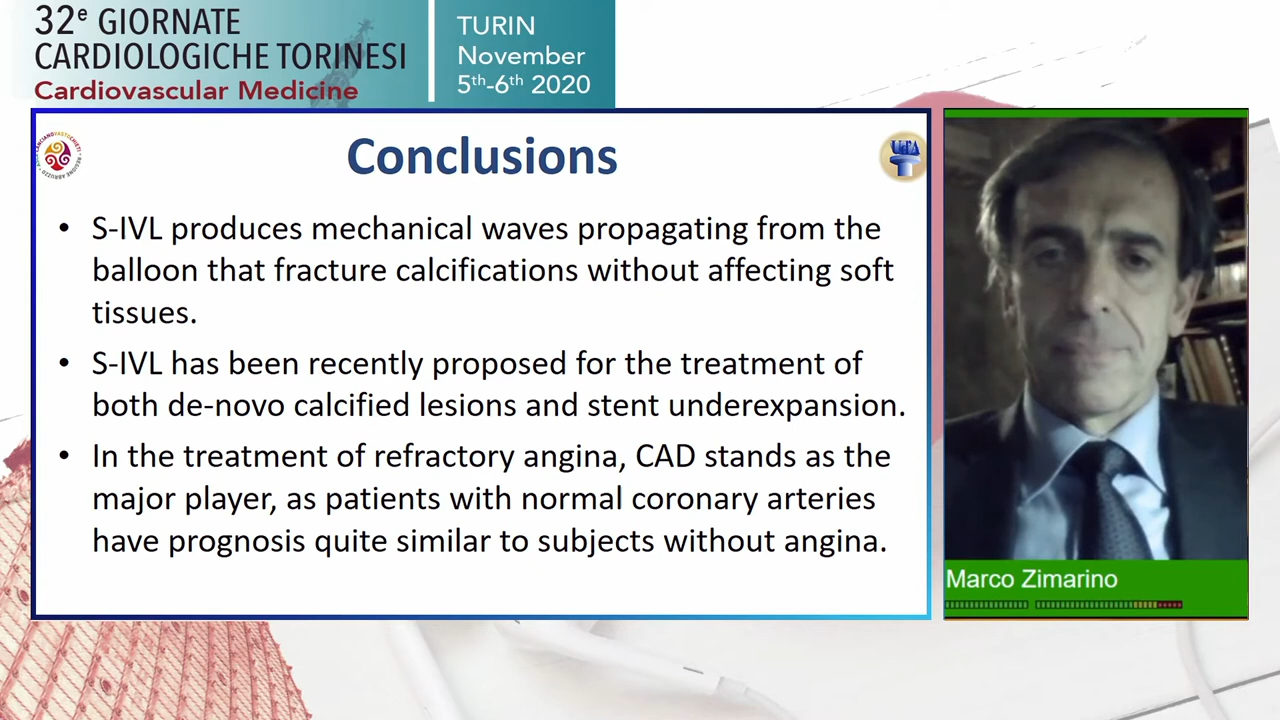 32e GIORNATE
CARDIOLOGICHE TORINESI
Cardiovascular Medicine
TURIN
November
5th-6th 2020
Conclusions
UdA
• S-IVL produces mechanical waves propagating from the
balloon that fracture calcifications without affecting soft
tissues.
• S-IVL has been recently proposed for the treatment of
both de-novo calcified lesions and stent underexpansion.
• In the treatment of refractory angina, CAD stands as the
major player, as patients with normal coronary arteries
have prognosis quite similar to subjects without angina.
Marco Zimarino